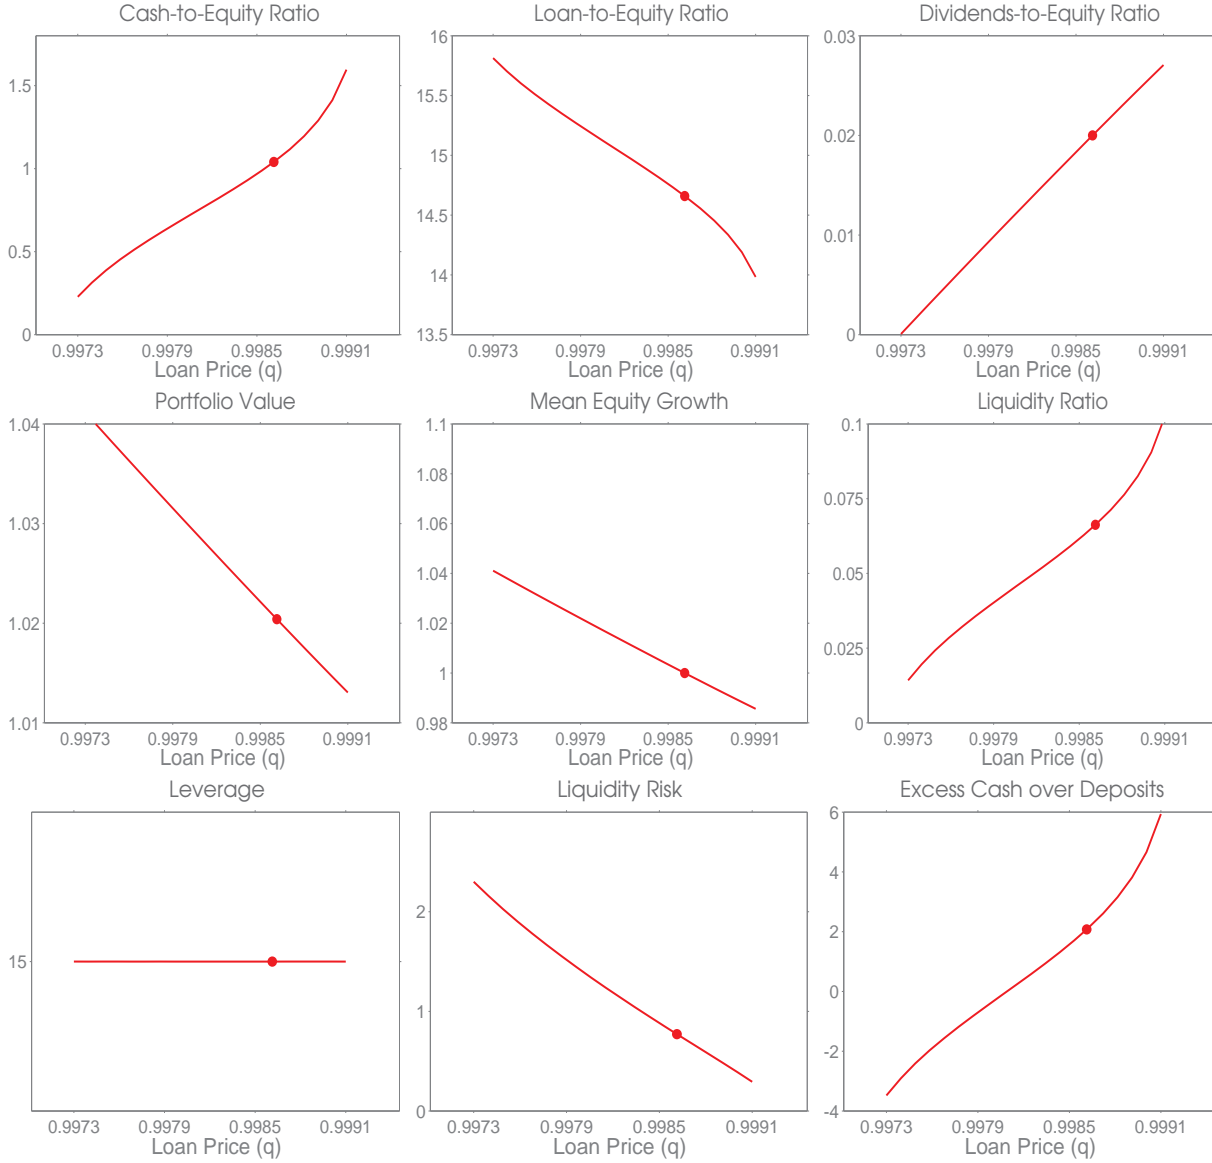 Cash-to-Equity Ratio
1.5
1
0.5
0
0.9973 0.9979 0.9985 0.9991
Loan Price (q)
Loan-to-Equity Ratio
16
15.5
15
14.5
14
13.5
0.9973 0.9979 0.9985 0.9991
Loan Price (q)
Dividends-to-Equity Ratio
0.03
0.02
0.01
0
0.9973 0.9979 0.9985 0.9991
Loan Price (q)
Portfolio Value
1.04
1.03
1.02
1.01
0.9973 0.9979 0.9985 0.9991
Loan Price (q)
Mean Equity Growth
1.1
1.08
1.06
1.04
1.02
1
0.98
0.9973 0.9979 0.9985 0.9991
Loan Price (q)
Liquidity Ratio
0.1
0.075
0.05
0.025
0
0.9973 0.9979 0.9985 0.9991
Loan Price (q)
Leverage
15
0.9973 0.9979 0.9985 0.9991
Loan Price (q)
Liquidity Risk
2
1
0
0.9973 0.9979 0.9985 0.9991
Loan Price (q)
Excess Cash over Deposits
6
4
2
0
-2
-4
0.9973 0.9979 0.9985 0.9991
Loan Price (q)